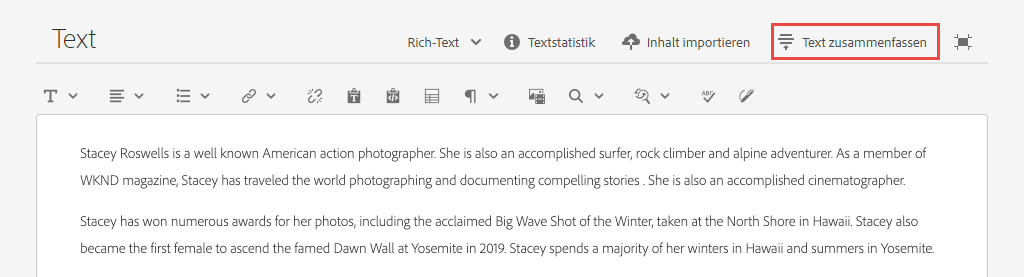 Text
Rich-Text Textstatistik Inhalt importieren Text zusammenfassen
T T ABC
Stacey Roswells is a well known American action photographer. She is also an accomplished surfer, rock climber and alpine adventurer. As a member of
WKND magazine, Stacey has traveled the world photographing and documenting compelling stories . She is also an accomplished cinematographer.
Stacey has won numerous awards for her photos, including the acclaimed Big Wave Shot of the Winter, taken at the North Shore in Hawaii. Stacey also
became the first female to ascend the famed Dawn Wall at Yosemite in 2019. Stacey spends a majority of her winters in Hawaii and summers in Yosemite.